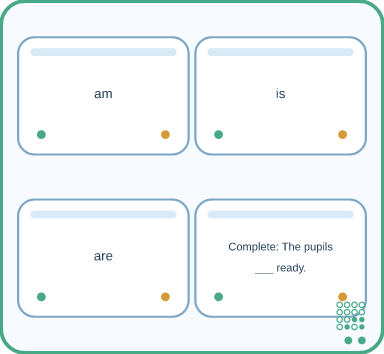 am
is
are
Complete: The pupils
___ ready.